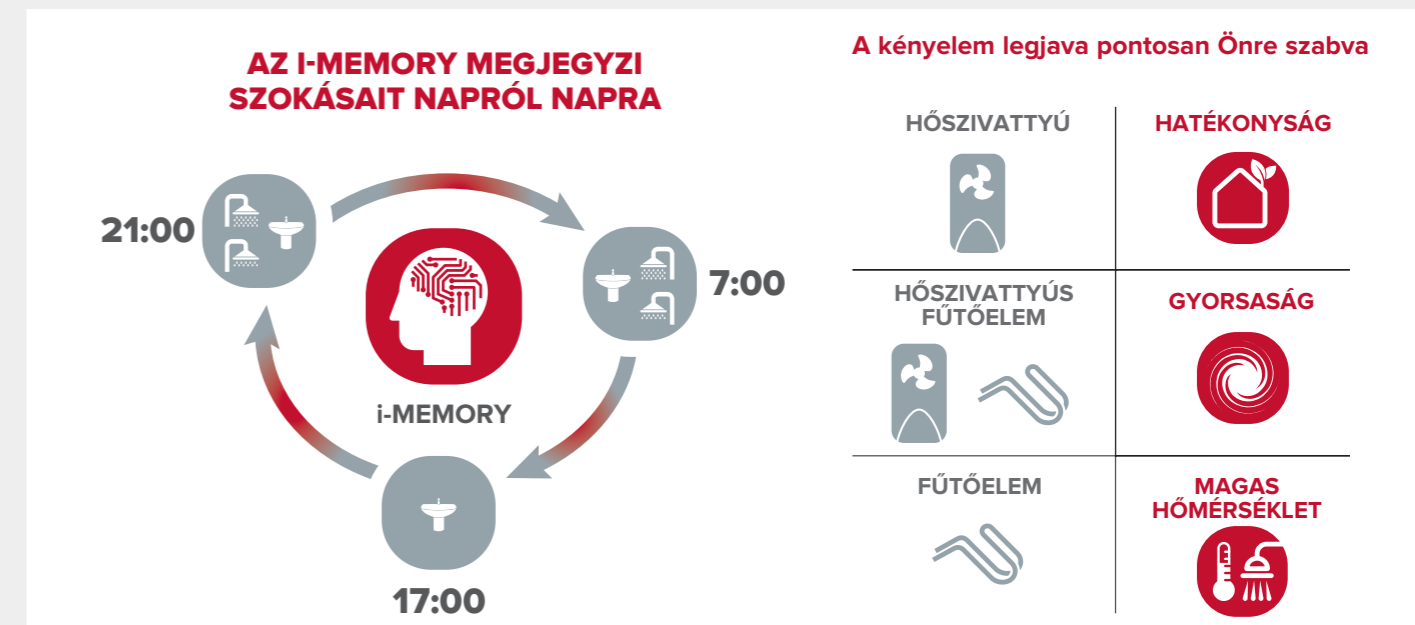 AZ I-MEMORY MEGJEGYZI
SZOKÁSAIT NAPRÓL NAPRA
21:00
7:00
i-MEMORY
17:00
A kényelem legjava pontosan Önre szabva
HŐSZIVATTYÚ
HATÉKONYSÁG
HŐSZIVATTYÚS
FŰTŐELEM
GYORSASÁG
FŰTŐELEM
MAGAS
HŐMÉRSÉKLET